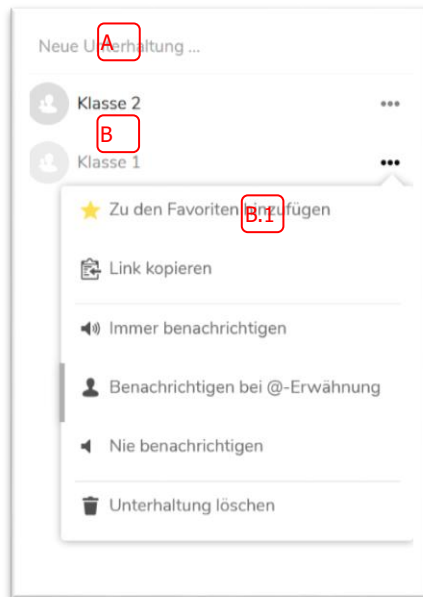 Neue Unterhaltung ...
A
Klasse 2
B
Klasse 1
Zu den Favoriten hinzufügen
B.1
Link kopieren
Immer benachrichtigen
Benachrichtigen bei @-Erwähnung
Nie benachrichtigen
Unterhaltung löschen